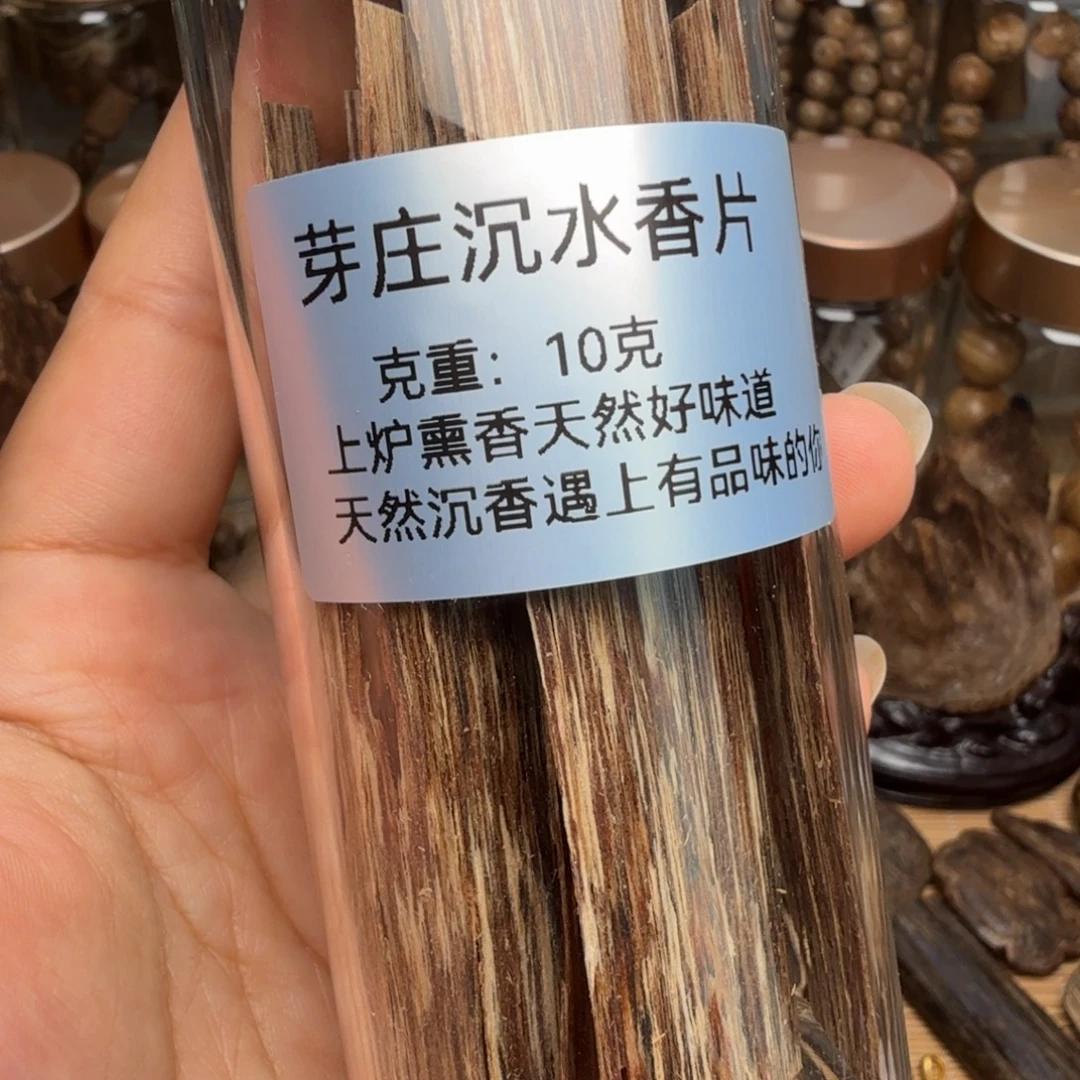 芽庄沉水香片
克重：10克
上炉熏香天然好味道
天然沉香遇上有品味的你